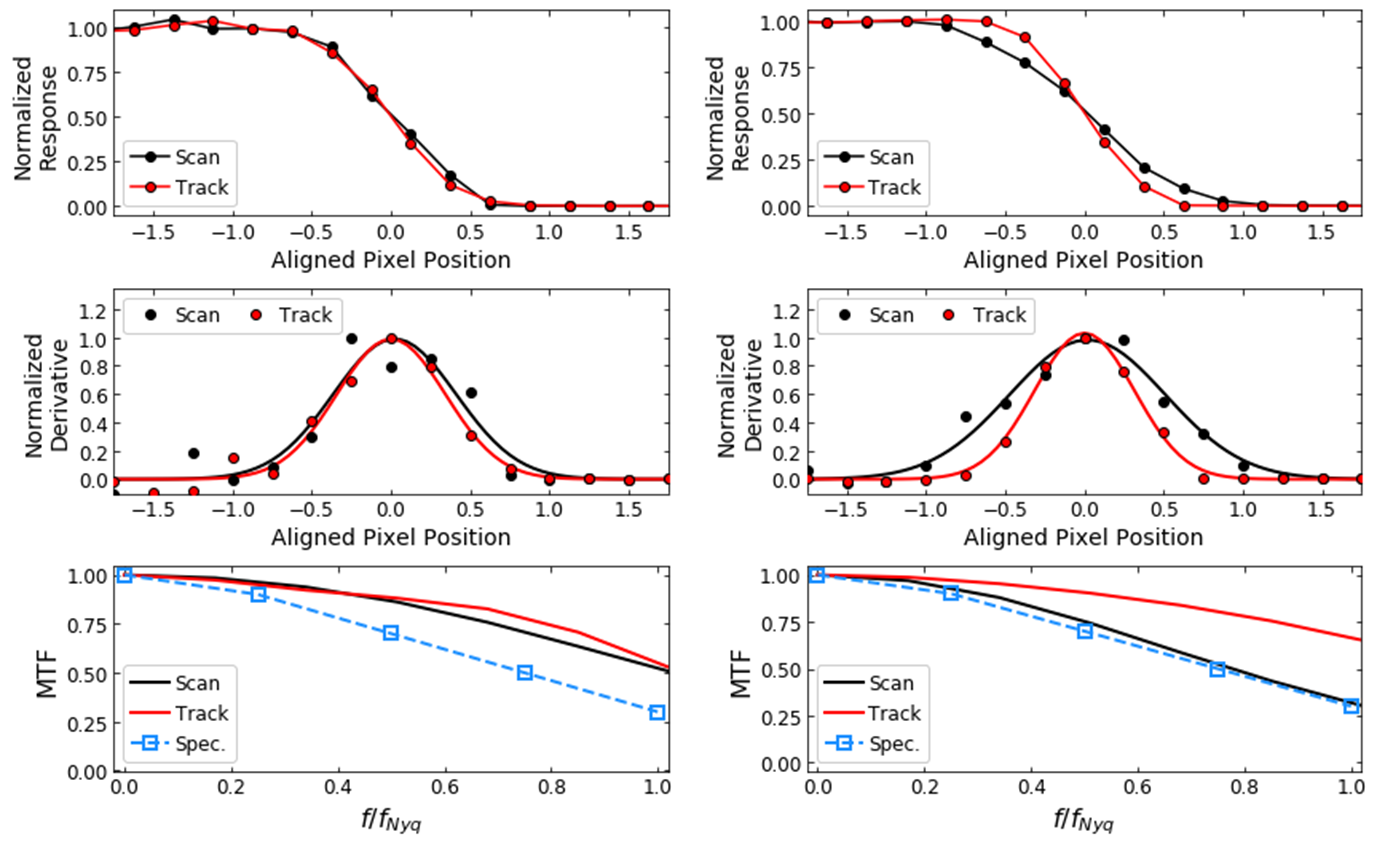 Normalized
Response
1.00
0.75
0.50
0.25
0.00
Scan
Track
−1.5 −1.0 −0.5 0.0 0.5 1.0 1.5
Aligned Pixel Position
Normalized
Response
1.00
0.75
0.50
0.25
0.00
Scan
Track
−1.5 −1.0 −0.5 0.0 0.5 1.0 1.5
Aligned Pixel Position
Normalized
Derivative
1.2
1.0
0.8
0.6
0.4
0.2
0.0
Scan Track
−1.5 −1.0 −0.5 0.0 0.5 1.0 1.5
Aligned Pixel Position
Normalized
Derivative
1.2
1.0
0.8
0.6
0.4
0.2
0.0
Scan Track
−1.5 −1.0 −0.5 0.0 0.5 1.0 1.5
Aligned Pixel Position
MTF
1.00
0.75
0.50
0.25
0.00
Scan
Track
Spec.
0.0 0.2 0.4 0.6 0.8 1.0
f/fNyq
MTF
1.00
0.75
0.50
0.25
0.00
Scan
Track
Spec.
0.0 0.2 0.4 0.6 0.8 1.0
f/fNyq